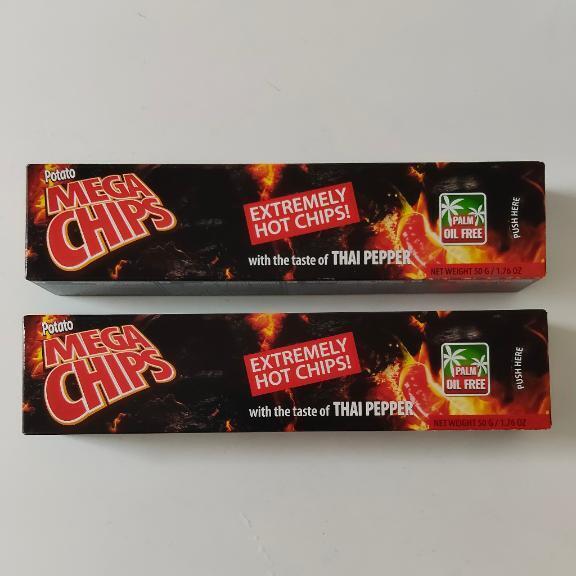 Potato
MEGA
CHIPS
EXTREMELY
HOT CHIPS!
with the taste of THAI PEPPER
PALM
OIL FREE
NET WEIGHT 50 G / 1.76 OZ
PUSH HERE
Potato
MEGA
CHIPS
EXTREMELY
HOT CHIPS!
with the taste of THAI PEPPER
PALM
OIL FREE
NET WEIGHT 50 G / 1.76 OZ
PUSH HERE